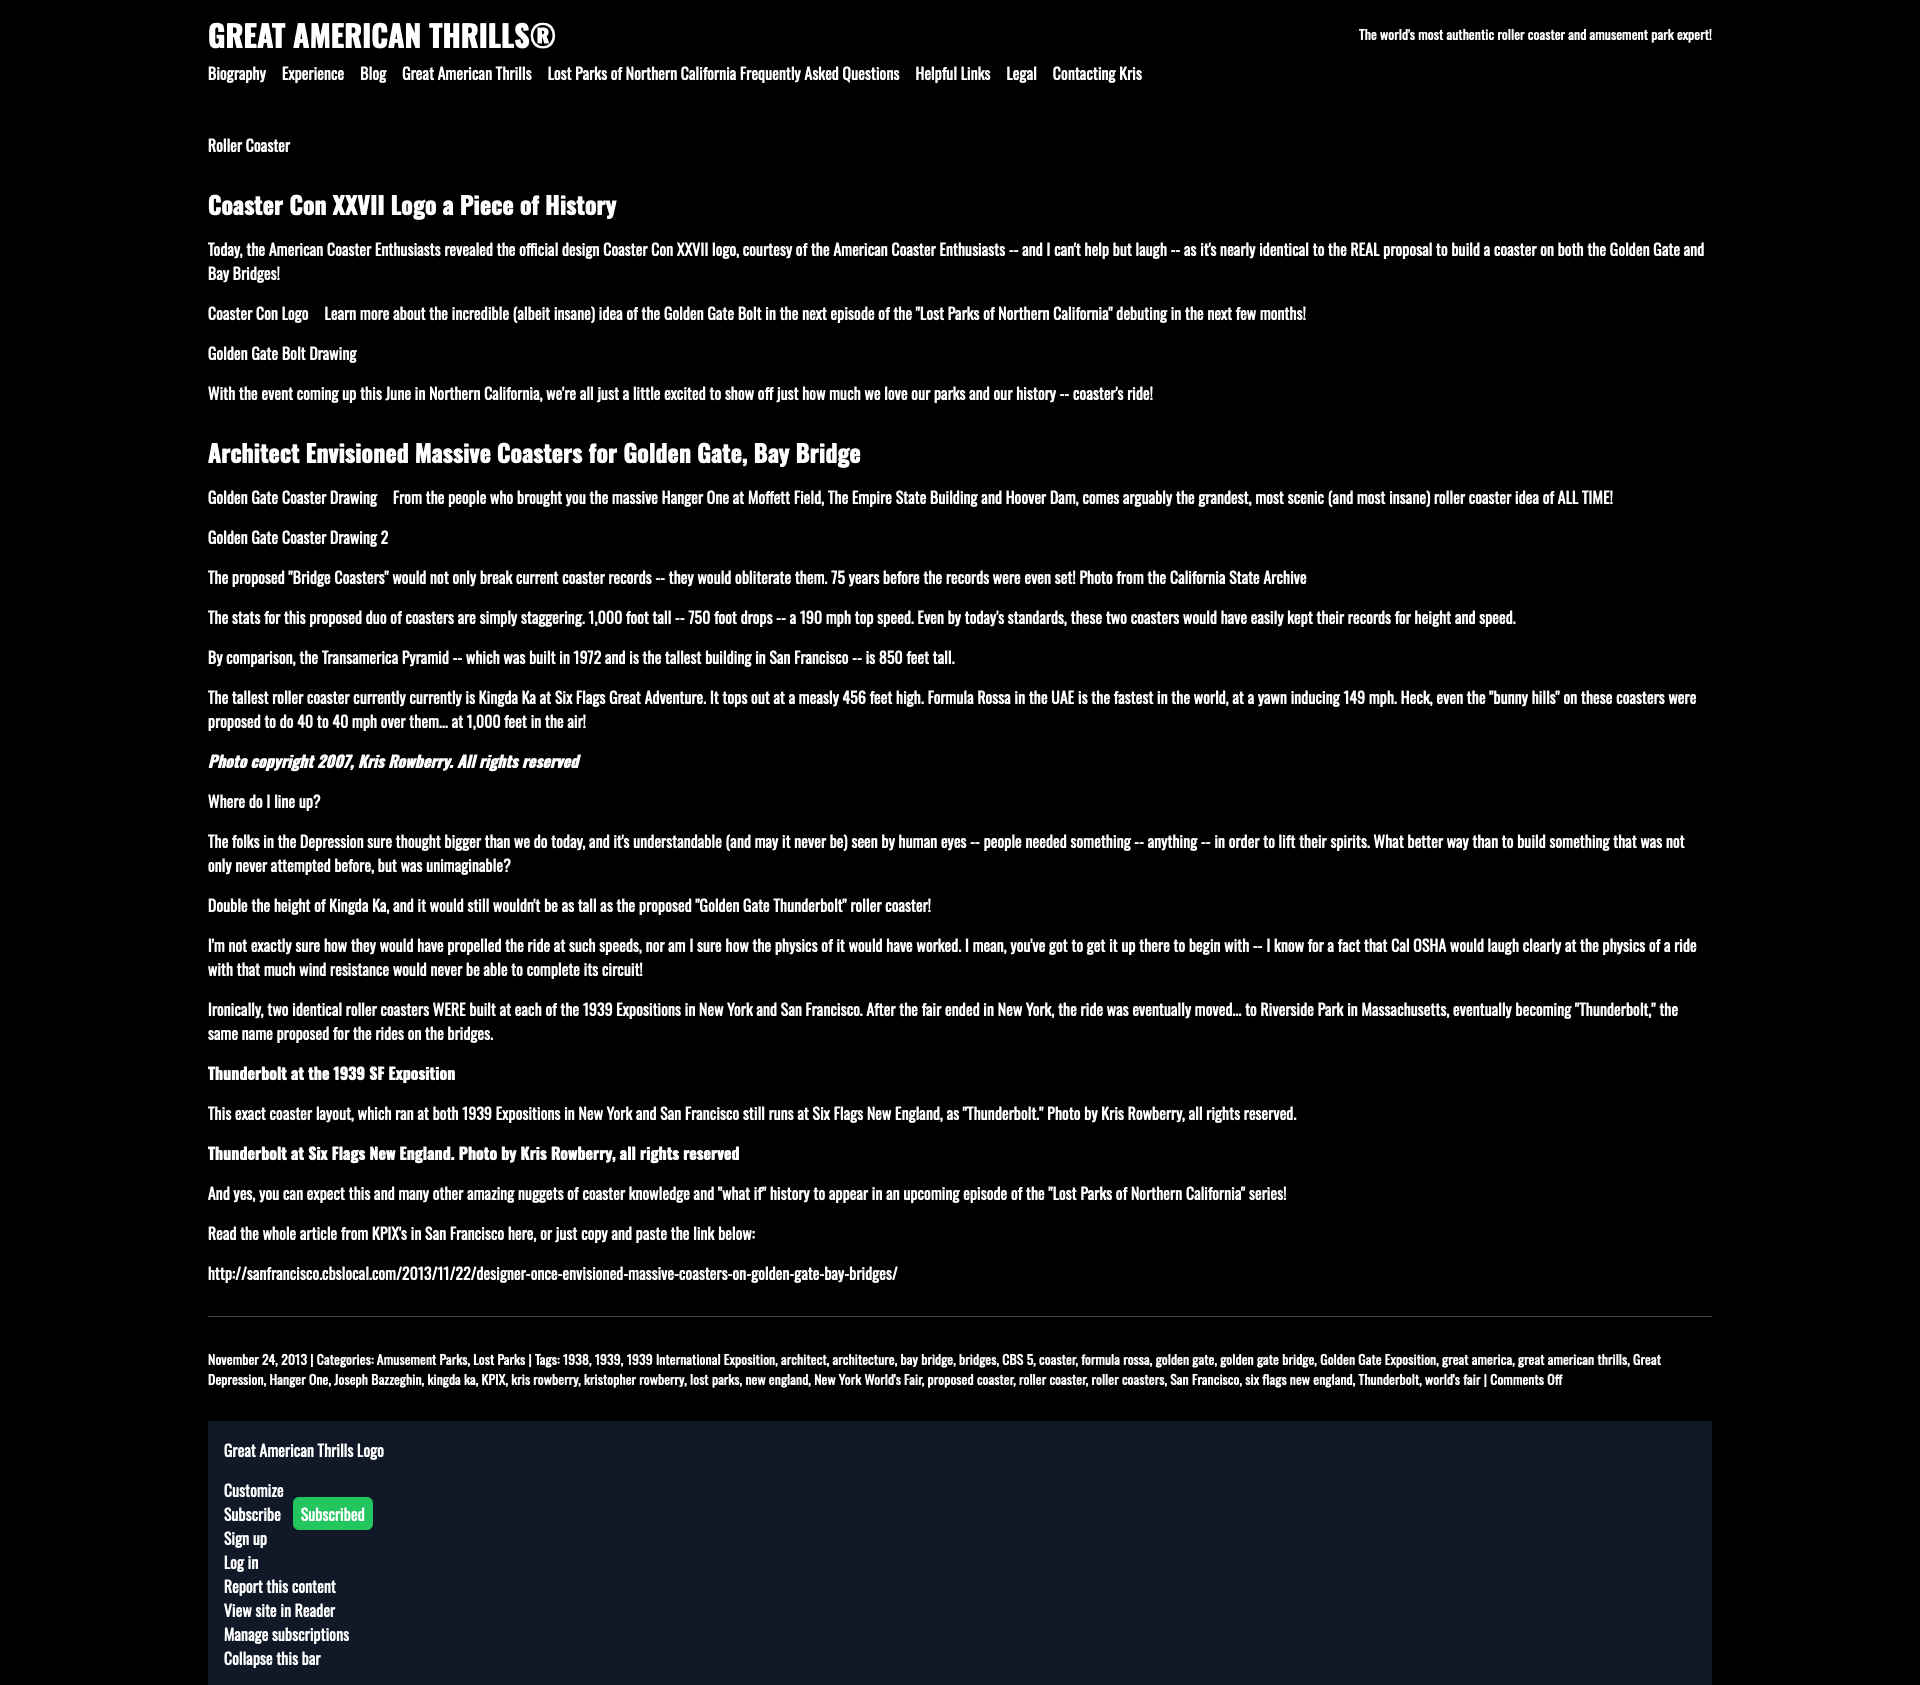 GREAT AMERICAN THRILLS®
The world's most authentic roller coaster and amusement park expert!
Biography Experience Blog Great American Thrills Lost Parks of Northern California Frequently Asked Questions Helpful Links Legal Contacting Kris
Roller Coaster
Coaster Con XXVII Logo a Piece of History
Today, the American Coaster Enthusiasts revealed the official design Coaster Con XXVII logo, courtesy of the American Coaster Enthusiasts -- and I can't help but laugh -- as it's nearly identical to the REAL proposal to build a coaster on both the Golden Gate and
Bay Bridges!
Coaster Con Logo Learn more about the incredible (albeit insane) idea of the Golden Gate Bolt in the next episode of the "Lost Parks of Northern California" debuting in the next few months!
Golden Gate Bolt Drawing
With the event coming up this June in Northern California, we're all just a little excited to show off just how much we love our parks and our history -- coaster's ride!
Architect Envisioned Massive Coasters for Golden Gate, Bay Bridge
Golden Gate Coaster Drawing From the people who brought you the massive Hanger One at Moffett Field, The Empire State Building and Hoover Dam, comes arguably the grandest, most scenic (and most insane) roller coaster idea of ALL TIME!
Golden Gate Coaster Drawing 2
The proposed "Bridge Coasters" would not only break current coaster records -- they would obliterate them. 75 years before the records were even set! Photo from the California State Archive
The stats for this proposed duo of coasters are simply staggering. 1,000 foot tall -- 750 foot drops -- a 190 mph top speed. Even by today's standards, these two coasters would have easily kept their records for height and speed.
By comparison, the Transamerica Pyramid -- which was built in 1972 and is the tallest building in San Francisco -- is 850 feet tall.
The tallest roller coaster currently currently is Kingda Ka at Six Flags Great Adventure. It tops out at a measly 456 feet high. Formula Rossa in the UAE is the fastest in the world, at a yawn inducing 149 mph. Heck, even the "bunny hills" on these coasters were
proposed to do 40 to 40 mph over them... at 1,000 feet in the air!
Photo copyright 2007, Kris Rowberry. All rights reserved
Where do I line up?
The folks in the Depression sure thought bigger than we do today, and it's understandable (and may it never be) seen by human eyes -- people needed something -- anything -- in order to lift their spirits. What better way than to build something that was not
only never attempted before, but was unimaginable?
Double the height of Kingda Ka, and it would still wouldn't be as tall as the proposed "Golden Gate Thunderbolt" roller coaster!
I'm not exactly sure how they would have propelled the ride at such speeds, nor am I sure how the physics of it would have worked. I mean, you've got to get it up there to begin with -- I know for a fact that Cal OSHA would laugh clearly at the physics of a ride
with that much wind resistance would never be able to complete its circuit!
Ironically, two identical roller coasters WERE built at each of the 1939 Expositions in New York and San Francisco. After the fair ended in New York, the ride was eventually moved... to Riverside Park in Massachusetts, eventually becoming "Thunderbolt," the
same name proposed for the rides on the bridges.
Thunderbolt at the 1939 SF Exposition
This exact coaster layout, which ran at both 1939 Expositions in New York and San Francisco still runs at Six Flags New England, as "Thunderbolt." Photo by Kris Rowberry, all rights reserved.
Thunderbolt at Six Flags New England. Photo by Kris Rowberry, all rights reserved
And yes, you can expect this and many other amazing nuggets of coaster knowledge and "what if" history to appear in an upcoming episode of the "Lost Parks of Northern California" series!
Read the whole article from KPIX's in San Francisco here, or just copy and paste the link below:
http://sanfrancisco.cbslocal.com/2013/11/22/designer-once-envisioned-massive-coasters-on-golden-gate-bay-bridges/
November 24, 2013 | Categories: Amusement Parks, Lost Parks | Tags: 1938, 1939, 1939 International Exposition, architect, architecture, bay bridge, bridges, CBS 5, coaster, formula rossa, golden gate, golden gate bridge, Golden Gate Exposition, great america, great american thrills, Great
Depression, Hanger One, Joseph Bazzeghin, kingda ka, KPIX, kris rowberry, kristopher rowberry, lost parks, new england, New York World's Fair, proposed coaster, roller coaster, roller coasters, San Francisco, six flags new england, Thunderbolt, world's fair | Comments Off
Great American Thrills Logo
Customize
Subscribe Subscribed
Sign up
Log in
Report this content
View site in Reader
Manage subscriptions
Collapse this bar